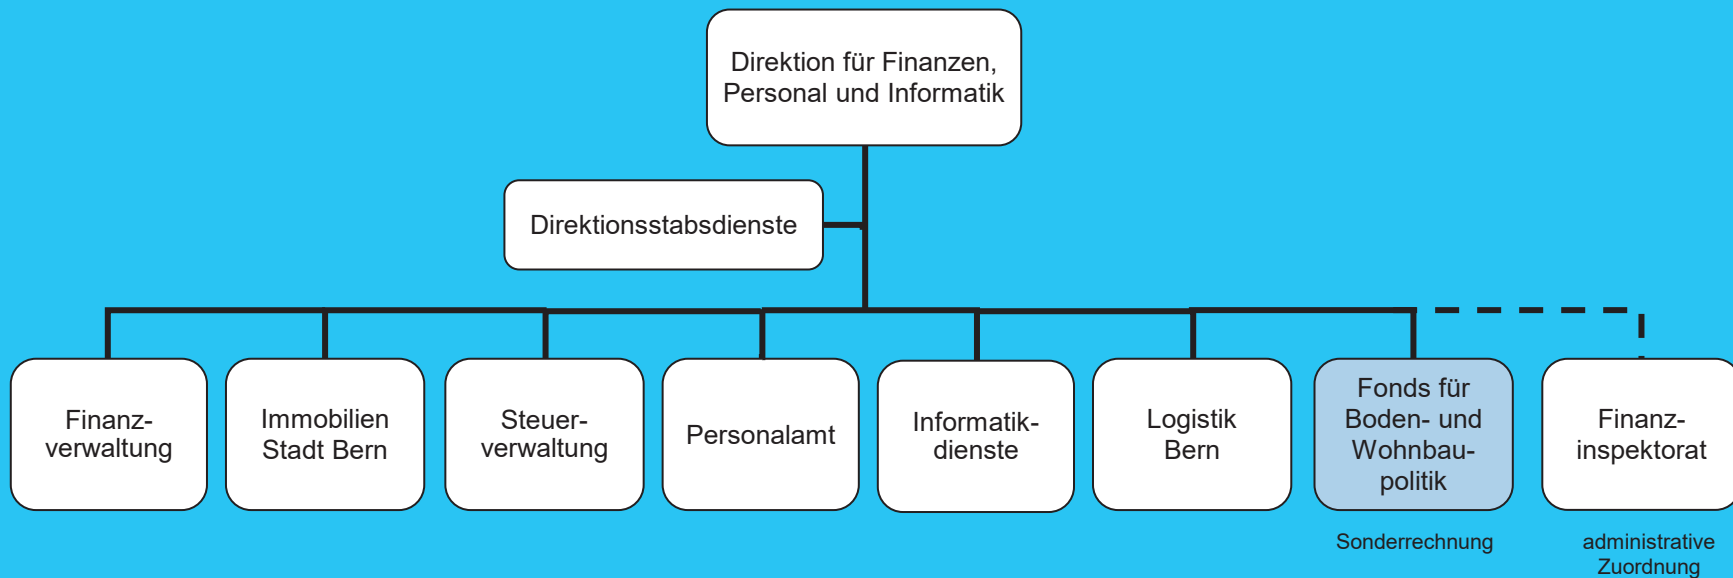 Direktion für Finanzen,
Personal und Informatik
Direktionsstabsdienste
Finanz-
verwaltung
Immobilien
Stadt Bern
Steuer-
verwaltung
Personalamt
Informatik-
dienste
Logistik
Bern
Fonds für
Boden- und
Wohnbau-
politik
Finanz-
inspektorat
Sonderrechnung
administrative
Zuordnung